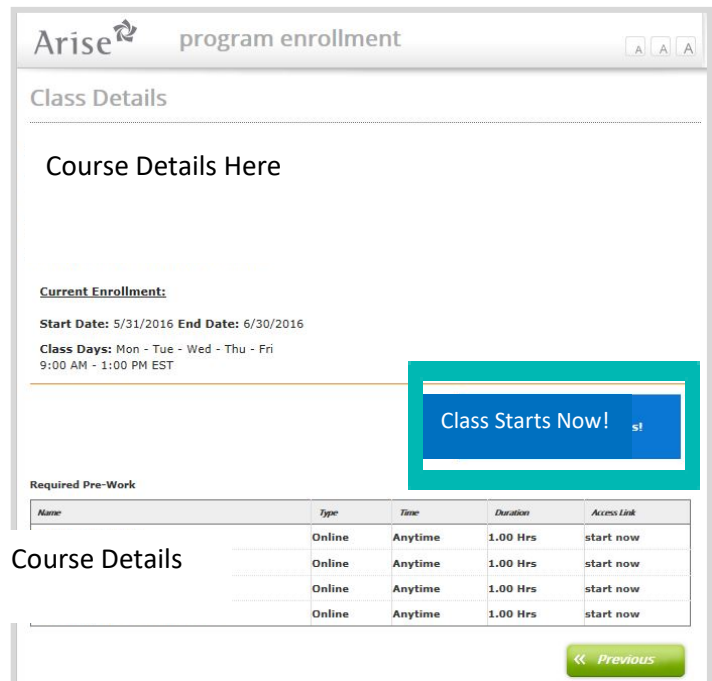 Arise program enrollment A A A
Class Details
Course Details Here
Current Enrollment:
Start Date: 5/31/2016 End Date: 6/30/2016
Class Days: Mon - Tue - Wed - Thu - Fri
9:00 AM - 1:00 PM EST
Class Starts Now! s!
Required Pre-Work
Name Type Time Duration Access Link
Online Anytime 1.00 Hrs start now
Course Details Online Anytime 1.00 Hrs start now
Online Anytime 1.00 Hrs start now
Online Anytime 1.00 Hrs start now
« Previous